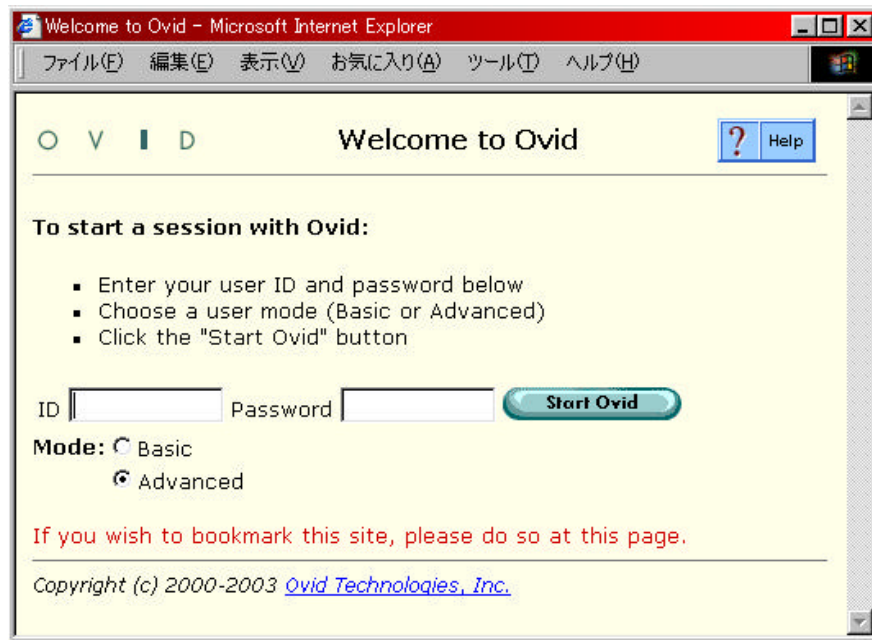 Welcome to Ovid - Microsoft Internet Explorer
ファイル(F) 編集(E) 表示(V) お気に入り(A) ツール(T) ヘルプ(H)
O V I D Welcome to Ovid ? Help
To start a session with Ovid:
Enter your user ID and password below
Choose a user mode (Basic or Advanced)
Click the "Start Ovid" button
ID Password Start Ovid
Mode: Basic
Advanced
If you wish to bookmark this site, please do so at this page.
Copyright (c) 2000-2003 Ovid Technologies, Inc.